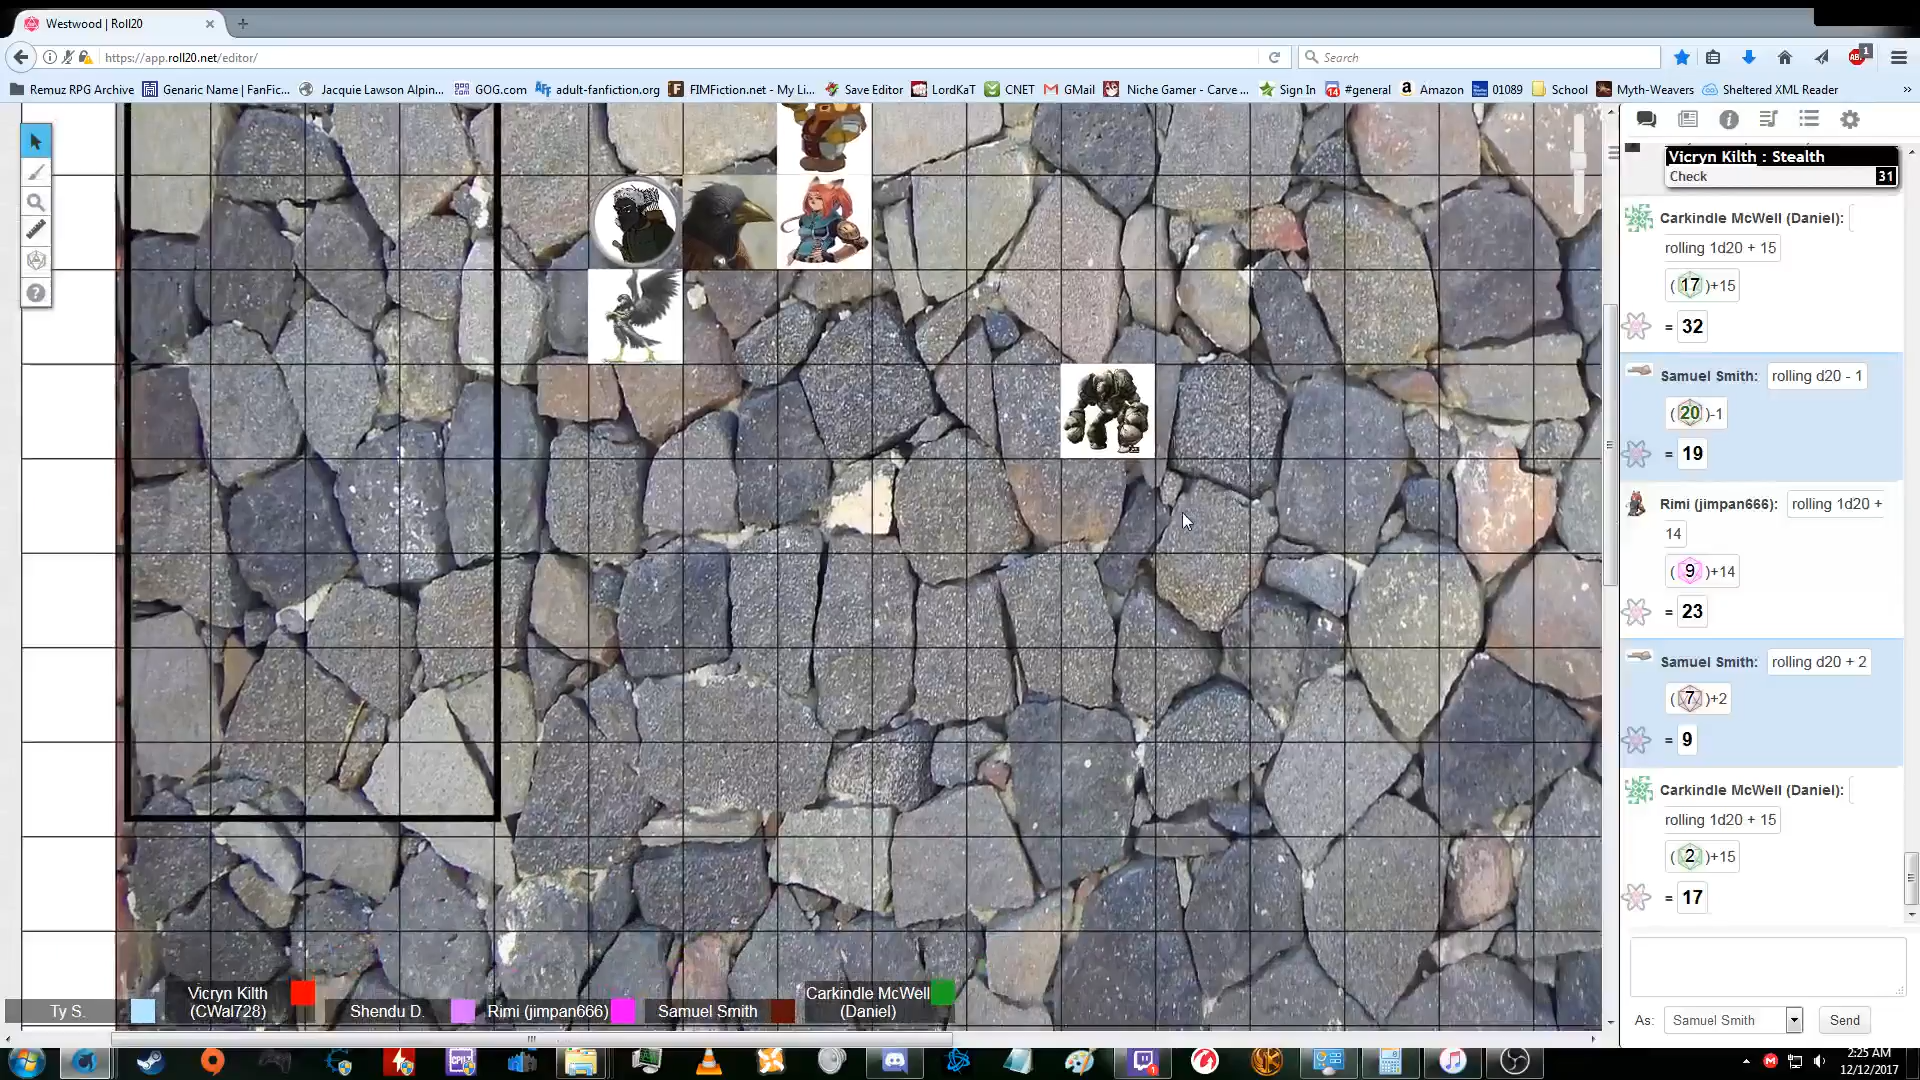 Westwood | Roll20
https://app.roll20.net/editor/
Search
1
Remuz RPG Archive
Genaric Name | FanFic...
Jacquie Lawson Alpin...
GOG.com
adult-fanfiction.org
FIMFiction.net - My Li...
Save Editor
LordKaT
CNET
GMail
Niche Gamer - Carve ...
Sign In
#general
Amazon
01089
School
Myth-Weavers
Sheltered XML Reader
Vicryn Kilth : Stealth
Check 31
Carkindle McWell (Daniel):
rolling 1d20 + 15
(17)+15
= 32
Samuel Smith: rolling d20 - 1
(20)-1
= 19
Rimi (jimpan666): rolling 1d20 +
14
(9)+14
= 23
Samuel Smith: rolling d20 + 2
(7)+2
= 9
Carkindle McWell (Daniel):
rolling 1d20 + 15
(2)+15
= 17
Ty S.
Vicryn Kilth
(CWal728)
Shendu D.
Rimi (jimpan666)
Samuel Smith
Carkindle McWell
(Daniel)
As: Samuel Smith Send
2:25 AM
12/12/2017